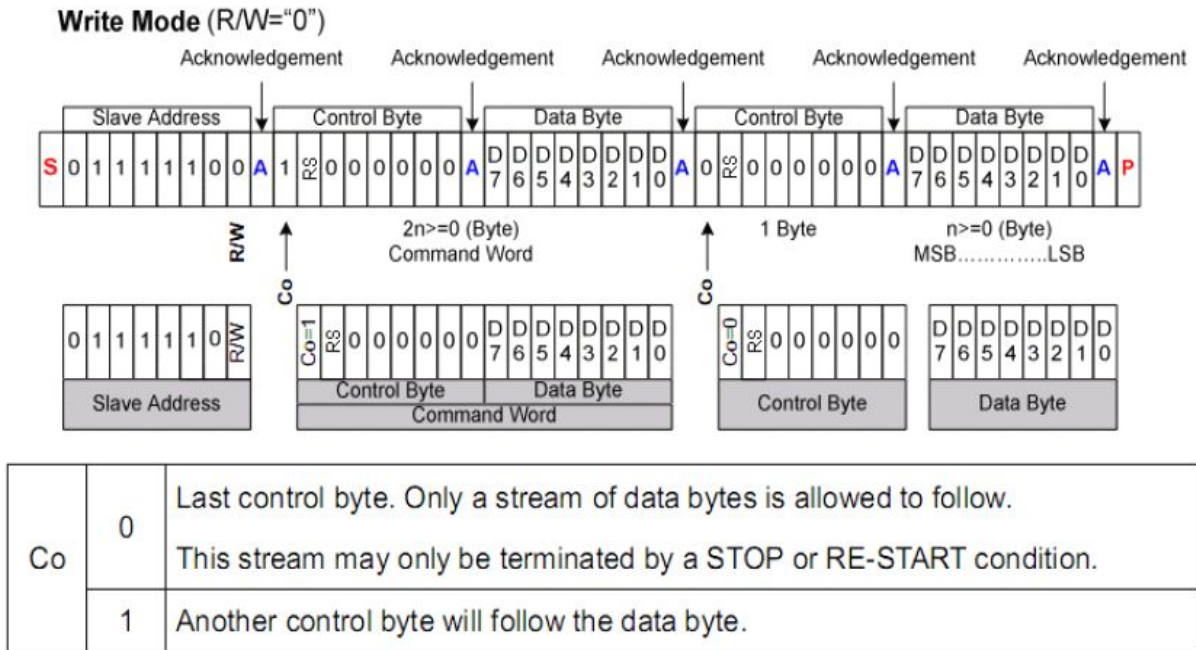 Write Mode (R/W=“0”)
Acknowledgement Acknowledgement Acknowledgement Acknowledgement Acknowledgement
Slave Address Control Byte Data Byte Control Byte Data Byte
S 0 1 1 1 1 1 0 0 A 1 RS 0 0 0 0 0 0 A D7 D6 D5 D4 D3 D2 D1 D0 A 0 RS 0 0 0 0 0 0 A D7 D6 D5 D4 D3 D2 D1 D0 A P
R/W Co 2n>=0 (Byte) Co 1 Byte n>=0 (Byte)
Command Word MSB..............LSB
0 1 1 1 1 1 0 R/W Co=1 RS 0 0 0 0 0 0 D7 D6 D5 D4 D3 D2 D1 D0 Co=0 RS 0 0 0 0 0 0 D7 D6 D5 D4 D3 D2 D1 D0
Slave Address Control Byte Data Byte Control Byte Data Byte
Command Word
Co 0 Last control byte. Only a stream of data bytes is allowed to follow.
This stream may only be terminated by a STOP or RE-START condition.
1 Another control byte will follow the data byte.